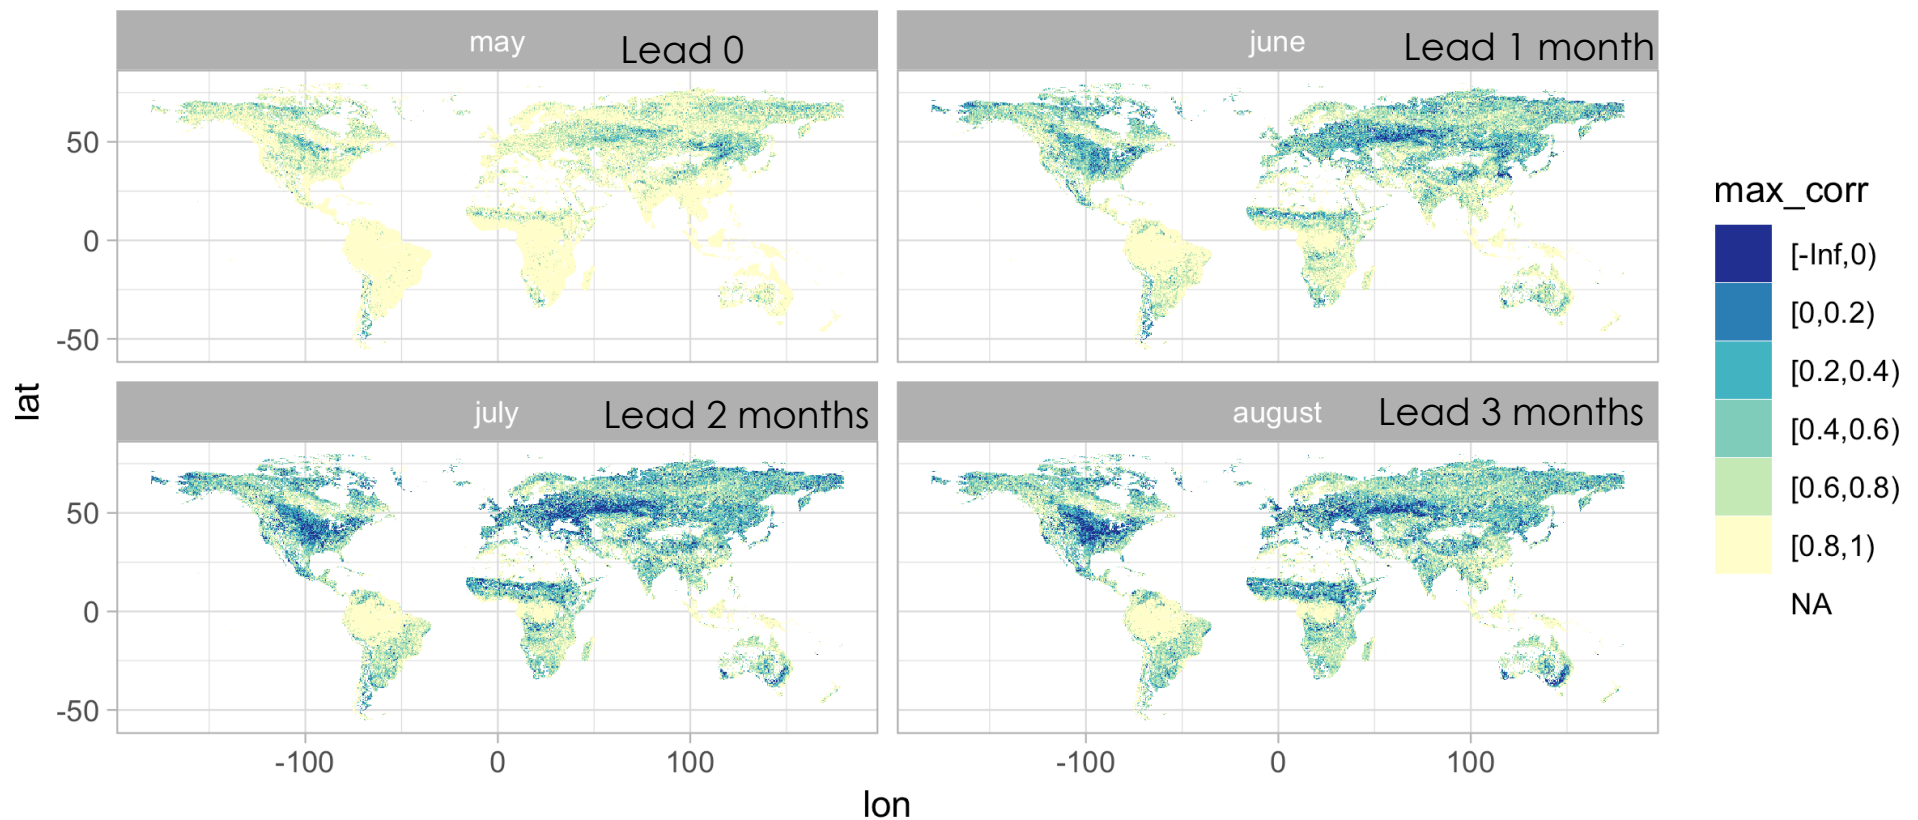 may Lead 0
june Lead 1 month
50
0
-50
july Lead 2 months
august Lead 3 months
50
0
-50
-100 0 100
-100 0 100
lat
lon
max_corr
[-Inf,0)
[0,0.2)
[0.2,0.4)
[0.4,0.6)
[0.6,0.8)
[0.8,1)
NA